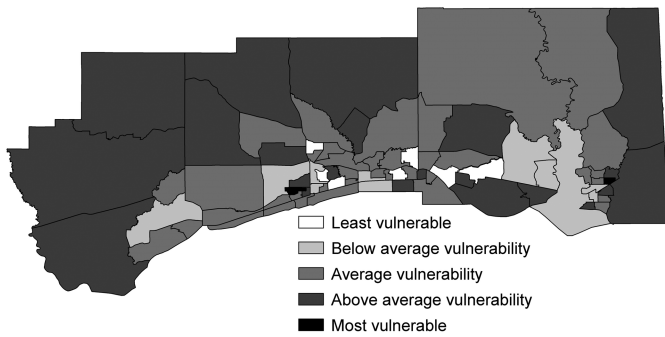 Least vulnerable
Below average vulnerability
Average vulnerability
Above average vulnerability
Most vulnerable